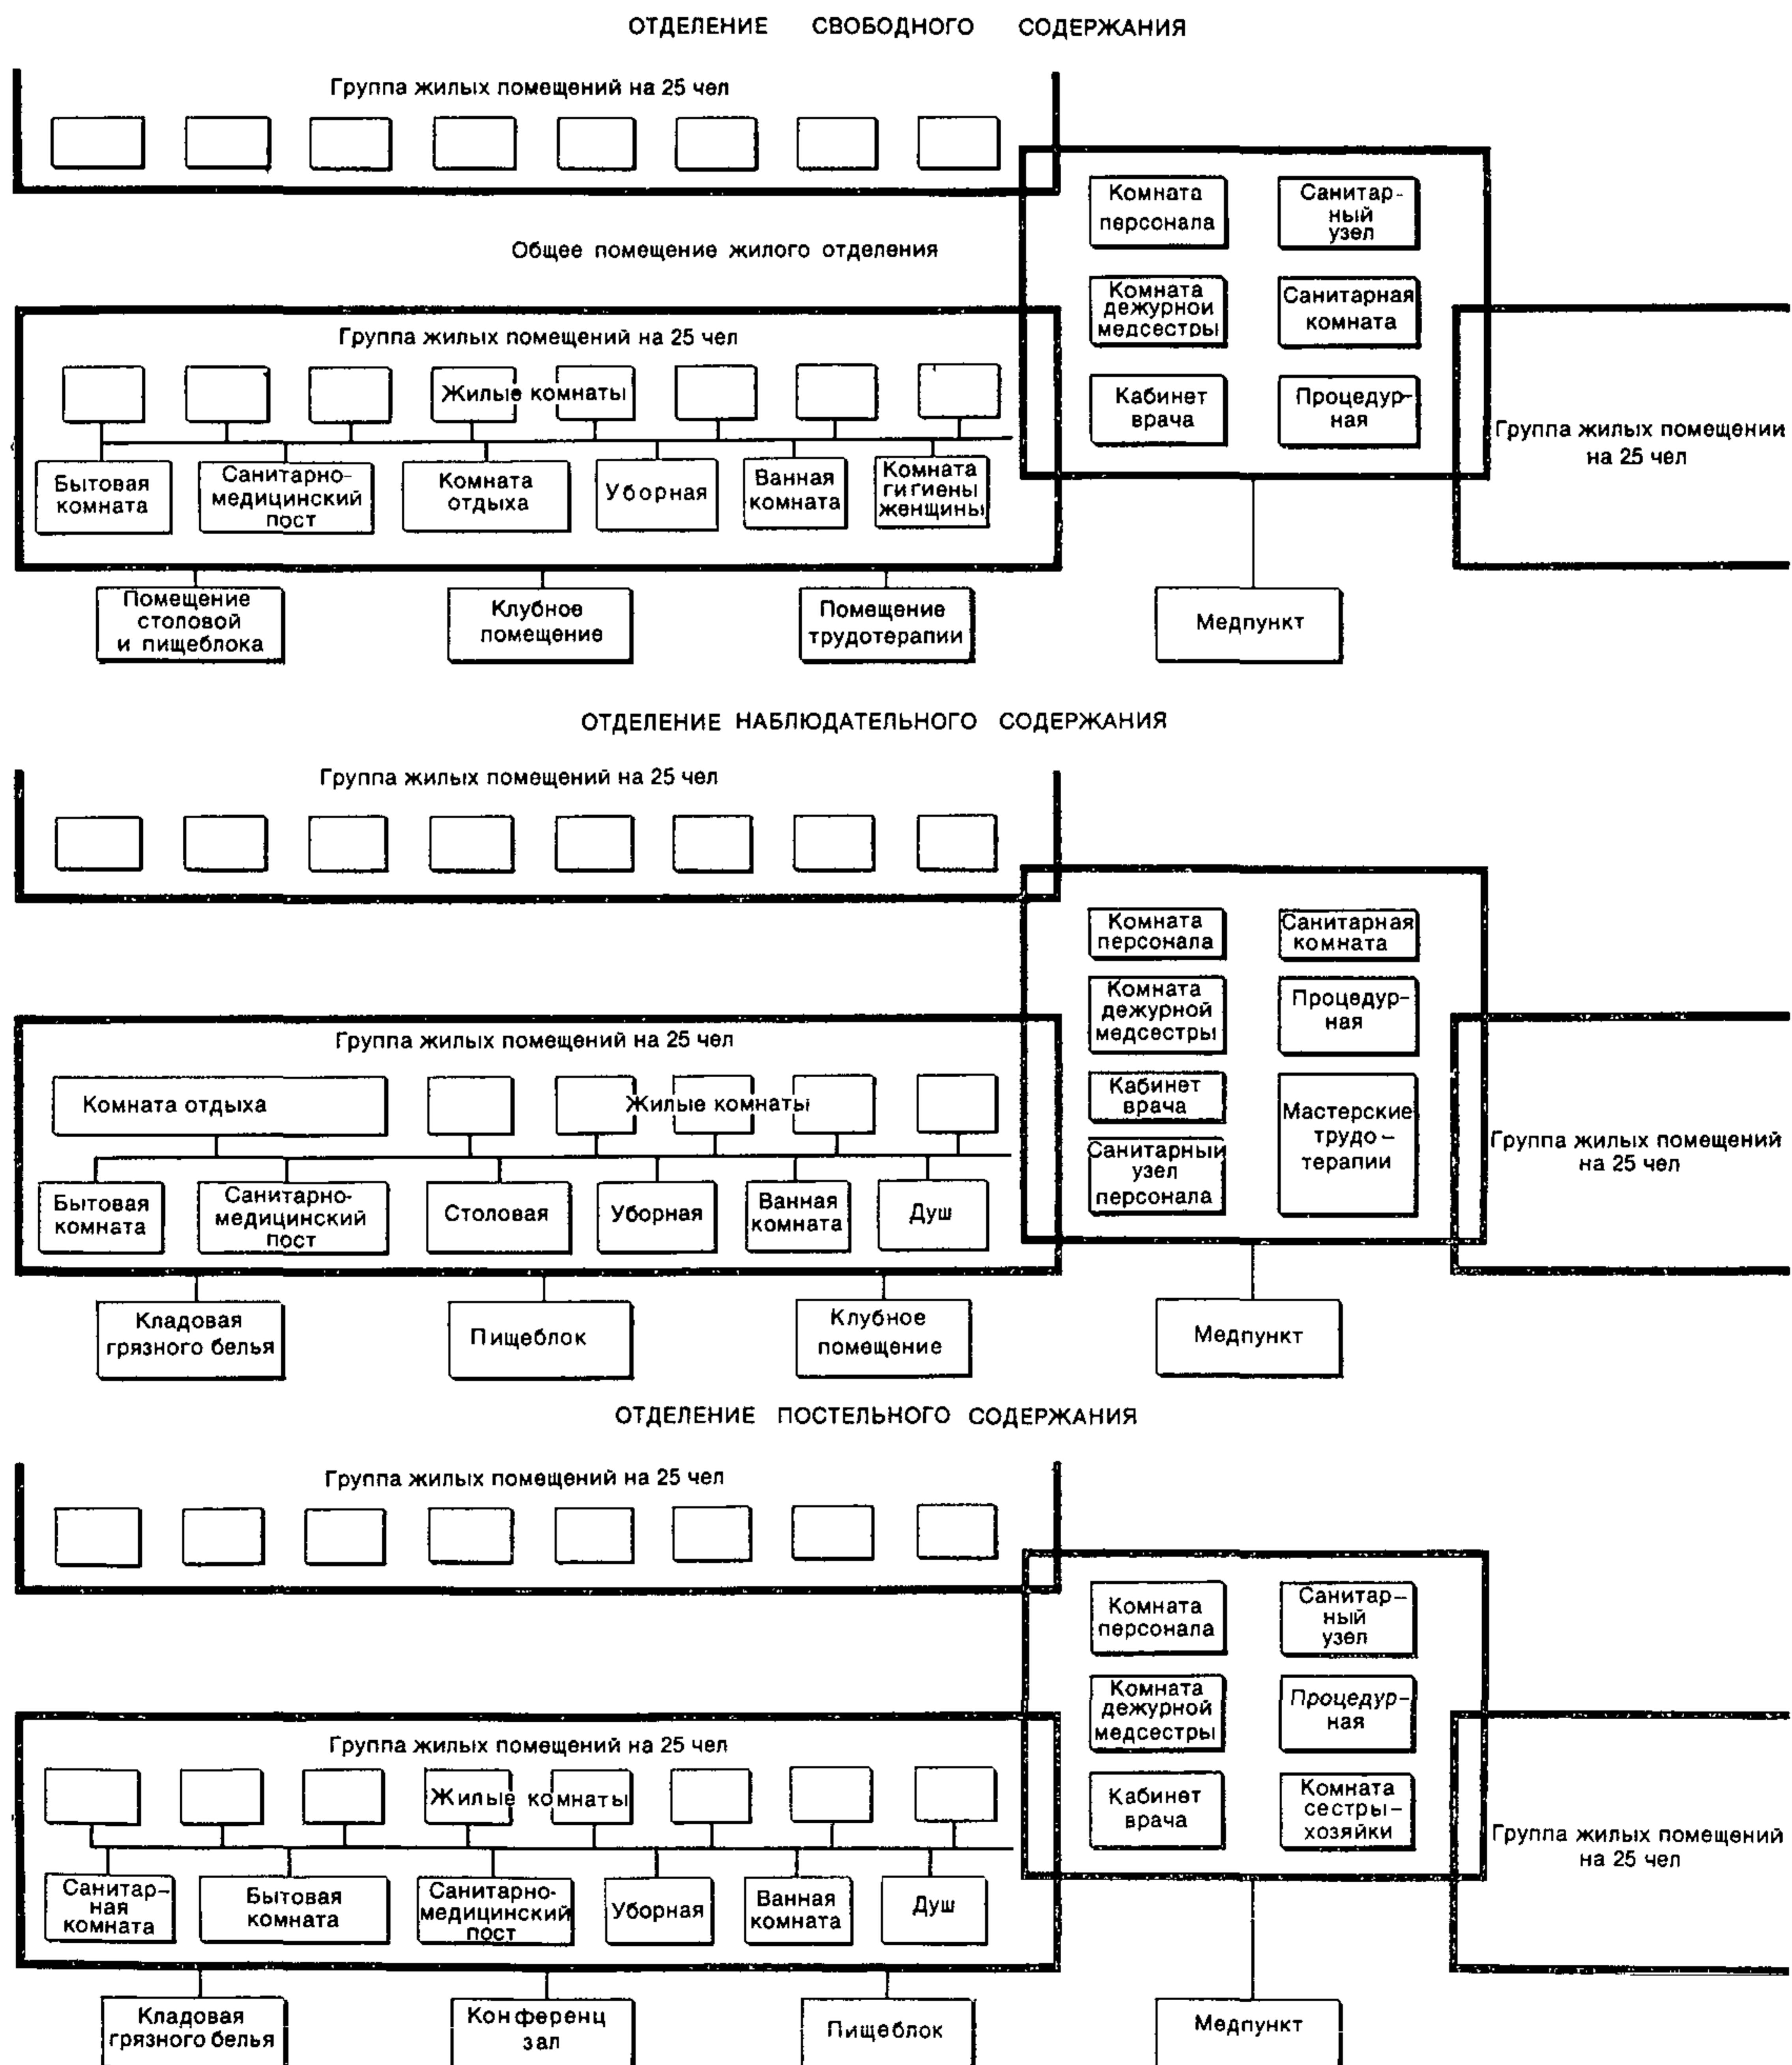 ОТДЕЛЕНИЕ СВОБОДНОГО СОДЕРЖАНИЯ
Группа жилых помещений на 25 чел
Общее помещение жилого отделения
Комната
персонала
Санитар-
ный
узел
Комната
дежурной
медсестры
Санитарная
комната
Кабинет
врача
Процедур-
ная
Группа жилых помещений на 25 чел
Жилые комнаты
Бытовая
комната
Санитарно-
медицинский
пост
Комната
отдыха
Уборная
Ванная
комната
Комната
гигиены
женщины
Группа жилых помещении
на 25 чел
Помещение
столовой
и пищеблока
Клубное
помещение
Помещение
трудотерапии
Медпункт
ОТДЕЛЕНИЕ НАБЛЮДАТЕЛЬНОГО СОДЕРЖАНИЯ
Группа жилых помещений на 25 чел
Комната
персонала
Санитарная
комната
Комната
дежурной
медсестры
Процедур-
ная
Кабинет
врача
Мастерские
трудо-
терапии
Санитарный
узел
персонала
Группа жилых помещений на 25 чел
Комната отдыха
Жилые комнаты
Бытовая
комната
Санитарно-
медицинский
пост
Столовая
Уборная
Ванная
комната
Душ
Группа жилых помещений
на 25 чел
Кладовая
грязного белья
Пищеблок
Клубное
помещение
Медпункт
ОТДЕЛЕНИЕ ПОСТЕЛЬНОГО СОДЕРЖАНИЯ
Группа жилых помещений на 25 чел
Комната
персонала
Санитар-
ный
узел
Комната
дежурной
медсестры
Процедур-
ная
Кабинет
врача
Комната
сестры-
хозяйки
Группа жилых помещений на 25 чел
Жилые комнаты
Санитар-
ная
комната
Бытовая
комната
Санитарно-
медицинский
пост
Уборная
Ванная
комната
Душ
Группа жилых помещений
на 25 чел
Кладовая
грязного белья
Конференц
зал
Пищеблок
Медпункт